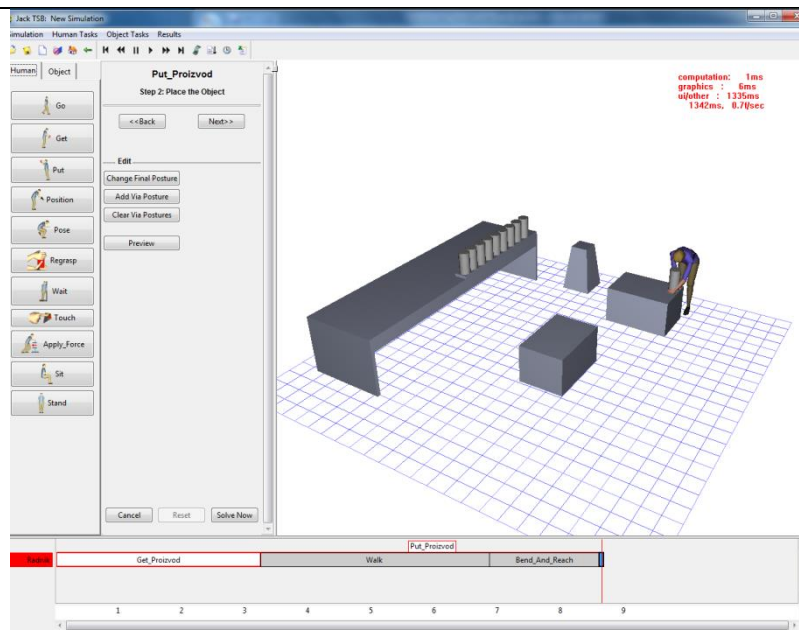 Jack TSB: New Simulation
Simulation Human Tasks Object Tasks Results
Human Object
Go
Get
Put
Position
Pose
Regrasp
Wait
Touch
Apply_Force
Sit
Stand
Put_Proizvod
Step 2: Place the Object
<<Back Next>>
Edit
Change Final Posture
Add Via Posture
Clear Via Postures
Preview
Cancel Reset Solve Now
computation: 1ms
graphics : 6ms
ui/other : 1335ms
1342ms, 0.7f/sec
Put_Proizvod
Radnik Get_Proizvod Walk Bend_And_Reach
1 2 3 4 5 6 7 8 9